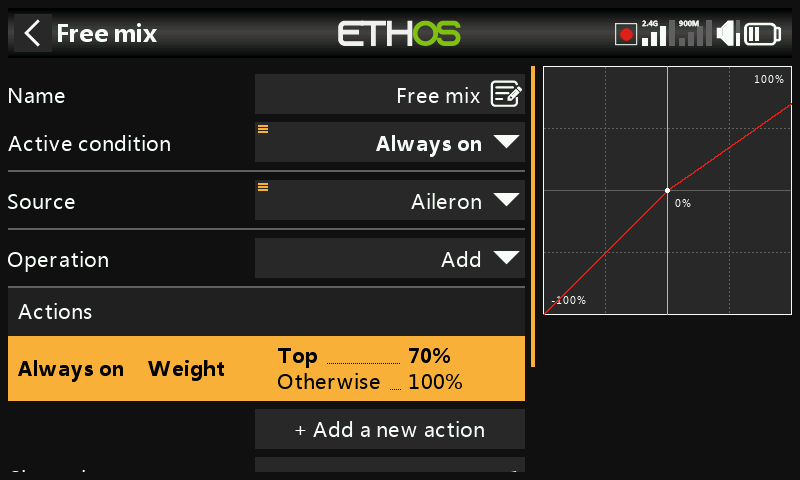 Free mix
ETHOS
2.4G
900M
Name
Free mix
Active condition
Always on
Source
Aileron
Operation
Add
Actions
Always on Weight Top 70%
Otherwise 100%
+ Add a new action
100%
0%
-100%